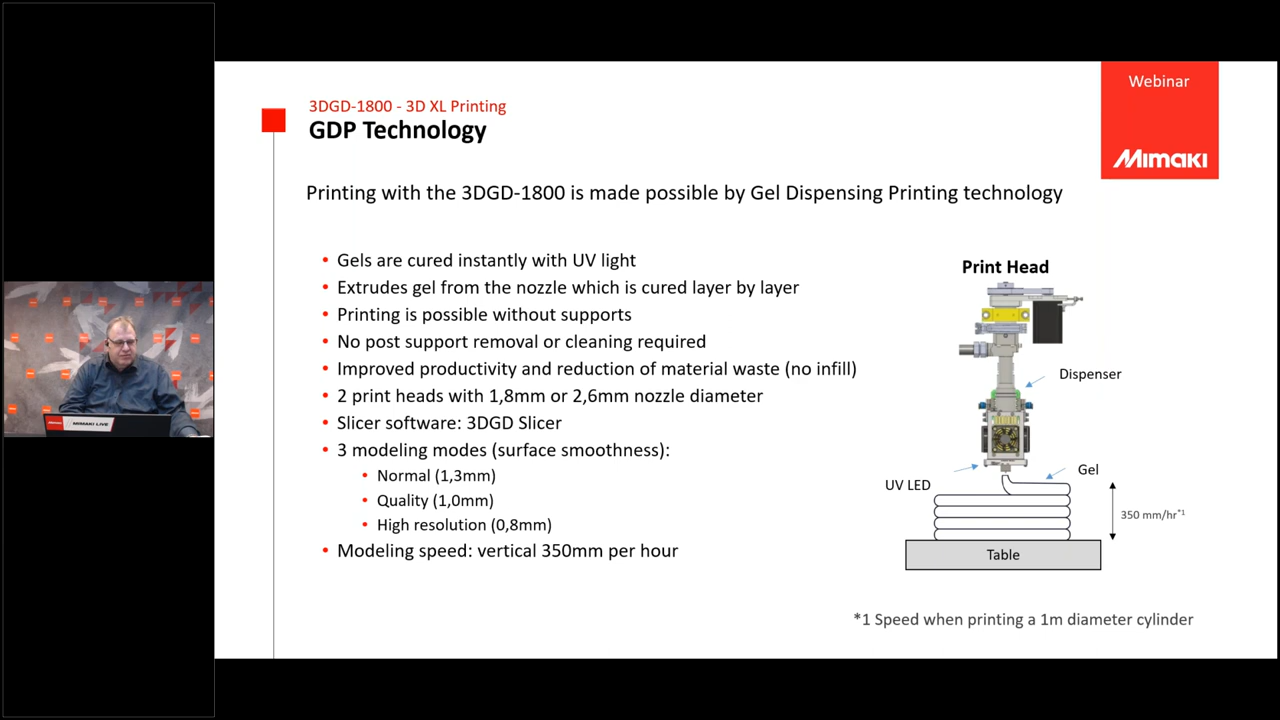 Webinar
Mimaki
3DGD-1800 - 3D XL Printing
GDP Technology
Printing with the 3DGD-1800 is made possible by Gel Dispensing Printing technology
• Gels are cured instantly with UV light
• Extrudes gel from the nozzle which is cured layer by layer
• Printing is possible without supports
• No post support removal or cleaning required
• Improved productivity and reduction of material waste (no infill)
• 2 print heads with 1,8mm or 2,6mm nozzle diameter
• Slicer software: 3DGD Slicer
• 3 modeling modes (surface smoothness):
• Normal (1,3mm)
• Quality (1,0mm)
• High resolution (0,8mm)
• Modeling speed: vertical 350mm per hour
Print Head
Dispenser
Gel
UV LED
350 mm/hr*1
Table
*1 Speed when printing a 1m diameter cylinder
MIMAKI LIVE